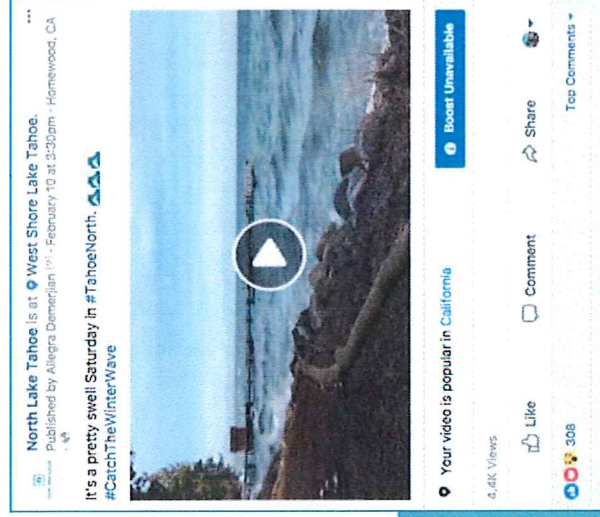 North Lake Tahoe is at West Shore Lake Tahoe.
Published by Allegra Demerjian [?] · February 10 at 3:30pm · Homewood, CA
It's a pretty swell Saturday in #TahoeNorth.
#CatchTheWinterWave
Your video is popular in California
Boost Unavailable
4.4K Views
Like
Comment
Share
308
Top Comments